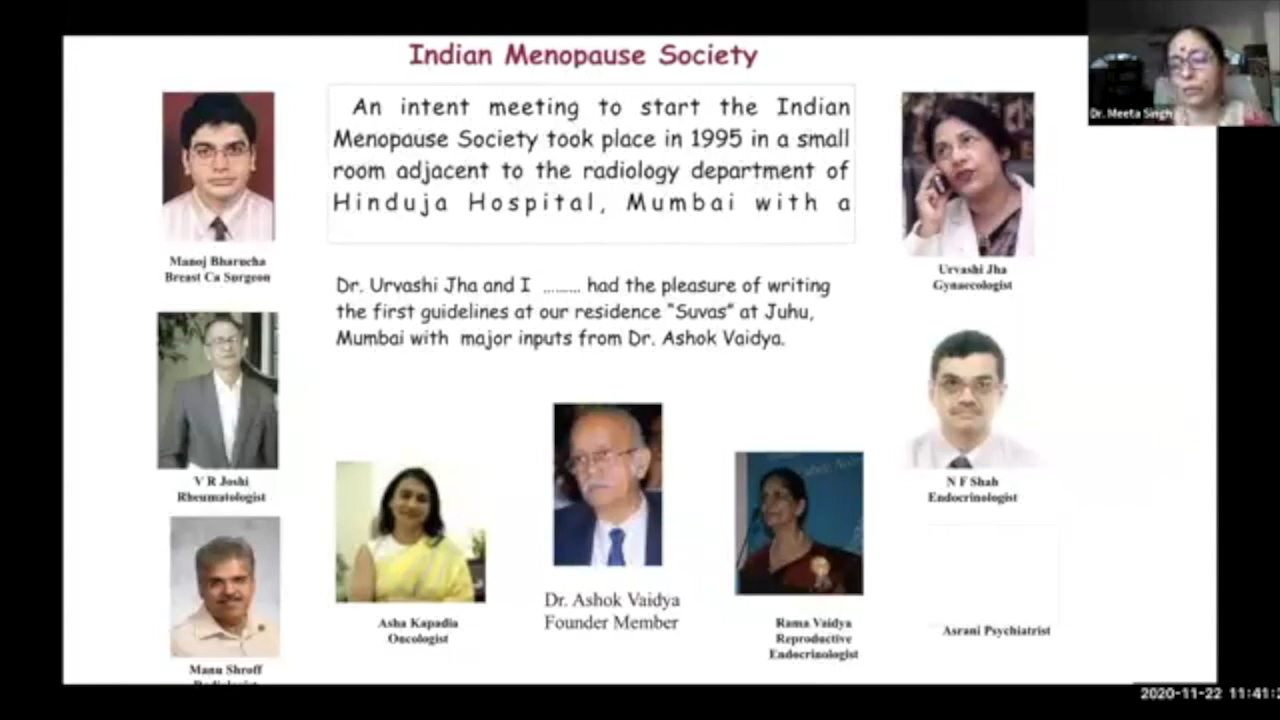 Indian Menopause Society
An intent meeting to start the Indian
Menopause Society took place in 1995 in a small
room adjacent to the radiology department of
Hinduja Hospital, Mumbai with a
Dr. Urvashi Jha and I ......... had the pleasure of writing
the first guidelines at our residence “Suvas” at Juhu,
Mumbai with major inputs from Dr. Ashok Vaidya.
Manoj Bharucha
Breast Ca Surgeon
Urvashi Jha
Gynaecologist
V R Joshi
Rheumatologist
N F Shah
Endocrinologist
Manu Shroff
Asha Kapadia
Oncologist
Dr. Ashok Vaidya
Founder Member
Rama Vaidya
Reproductive
Endocrinologist
Asrani Psychiatrist
Dr. Meeta Singh
2020-11-22 11:41:2